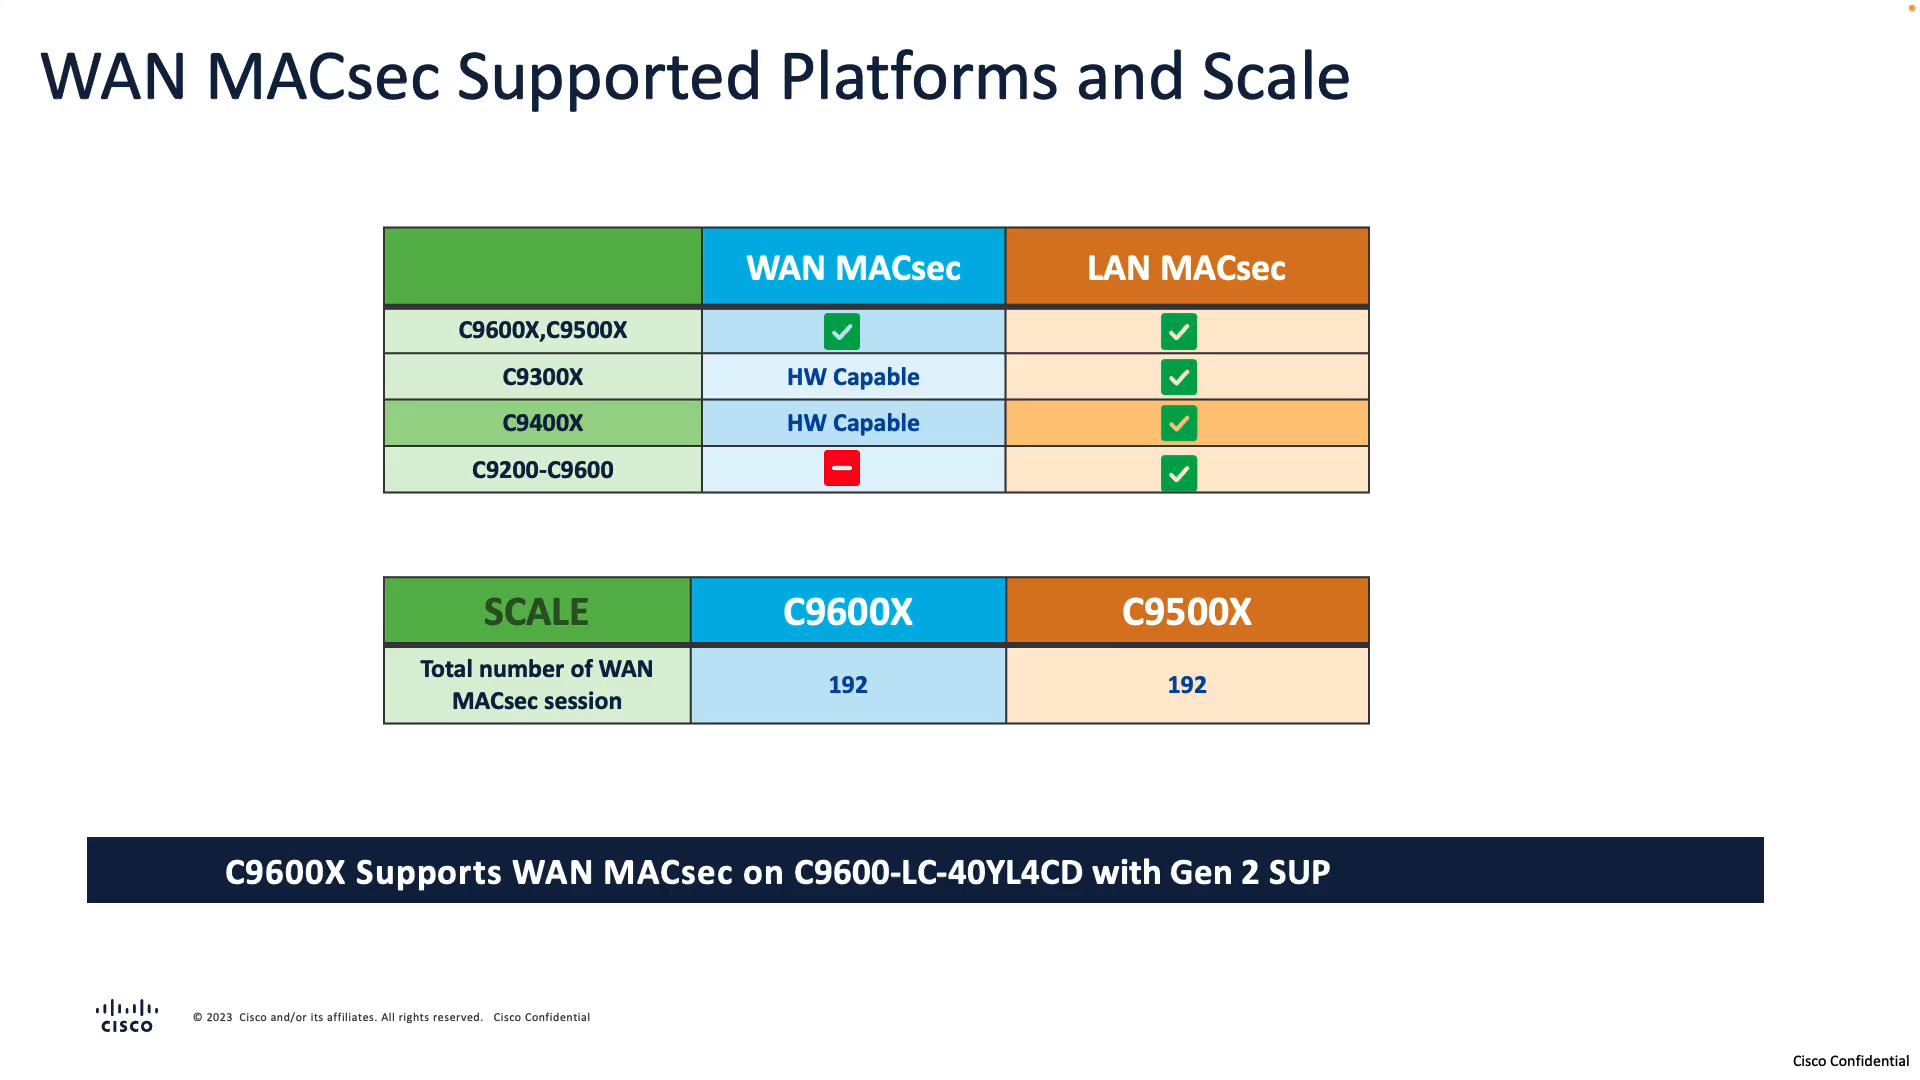 WAN MACsec Supported Platforms and Scale
WAN MACsec LAN MACsec
C9600X,C9500X
C9300X HW Capable
C9400X HW Capable
C9200-C9600
SCALE C9600X C9500X
Total number of WAN
MACsec session 192 192
C9600X Supports WAN MACsec on C9600-LC-40YL4CD with Gen 2 SUP
CISCO
© 2023 Cisco and/or its affiliates. All rights reserved. Cisco Confidential
Cisco Confidential